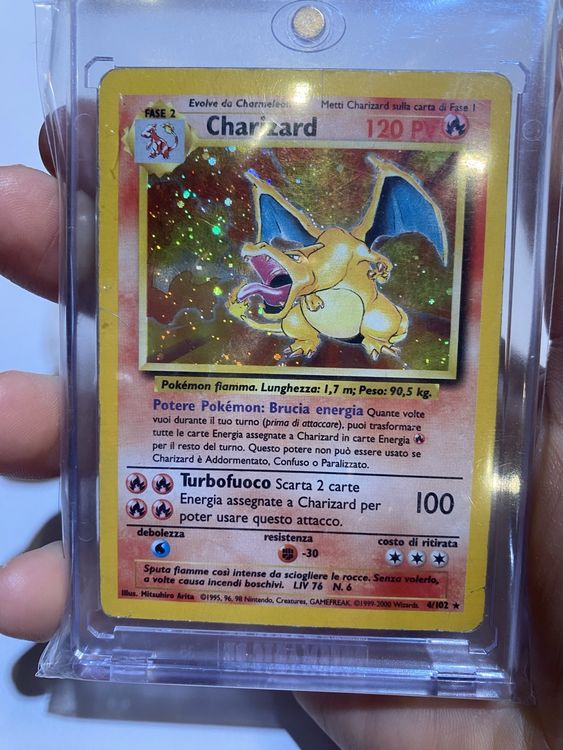 Evolve da Charmeleon Metti Charizard sulla carta di Fase 1
FASE 2
Charizard 120 PV
Pokémon fiamma. Lunghezza: 1,7 m; Peso: 90,5 kg.
Potere Pokémon: Brucia energia Quante volte
vuoi durante il tuo turno (prima di attaccare), puoi trasformare
tutte le carte Energia assegnate a Charizard in carte Energia
per il resto del turno. Questo potere non può essere usato se
Charizard è Addormentato, Confuso o Paralizzato.
Turbofuoco Scarta 2 carte
Energia assegnate a Charizard per
poter usare questo attacco.
100
debolezza resistenza costo di ritirata
-30
Sputa fiamme così intense da sciogliere le rocce. Senza volerlo,
a volte causa incendi boschivi. LIV 76 N. 6
Illus. Mitsuhiro Arita ©1995, 96, 98 Nintendo, Creatures, GAMEFREAK. ©1999-2000 Wizards. 4/102 ★